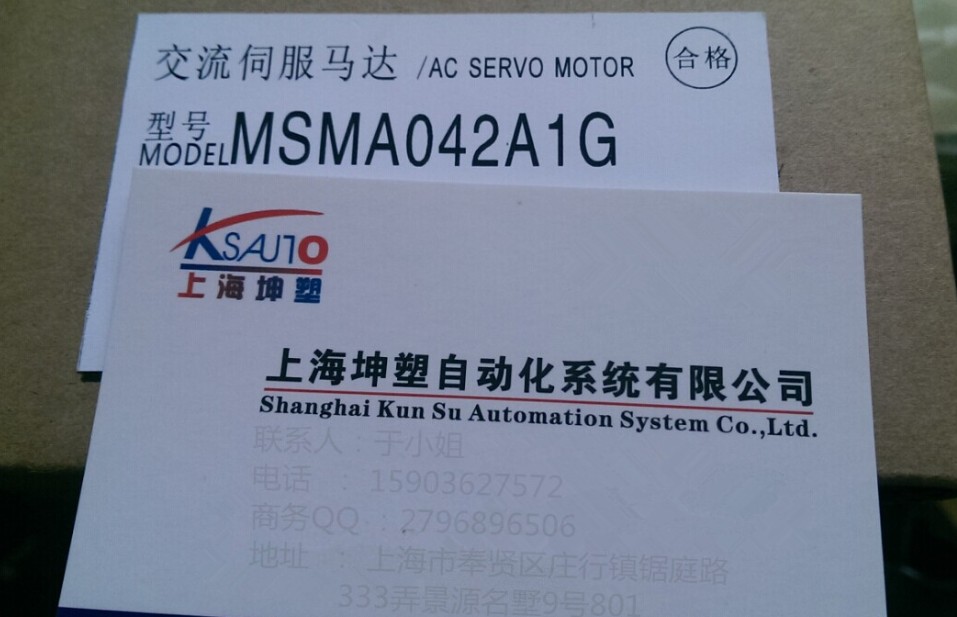 交流伺服马达 /AC SERVO MOTOR 合格
型号
MODEL MSMA042A1G
KSAUTO
上海坤塑
上海坤塑自动化系统有限公司
Shanghai Kun Su Automation System Co.,Ltd.
联系人：于小姐
电话 ：15903627572
商务QQ ：2796896506
地址 ：上海市奉贤区庄行镇锯庭路
333弄景源名墅9号801